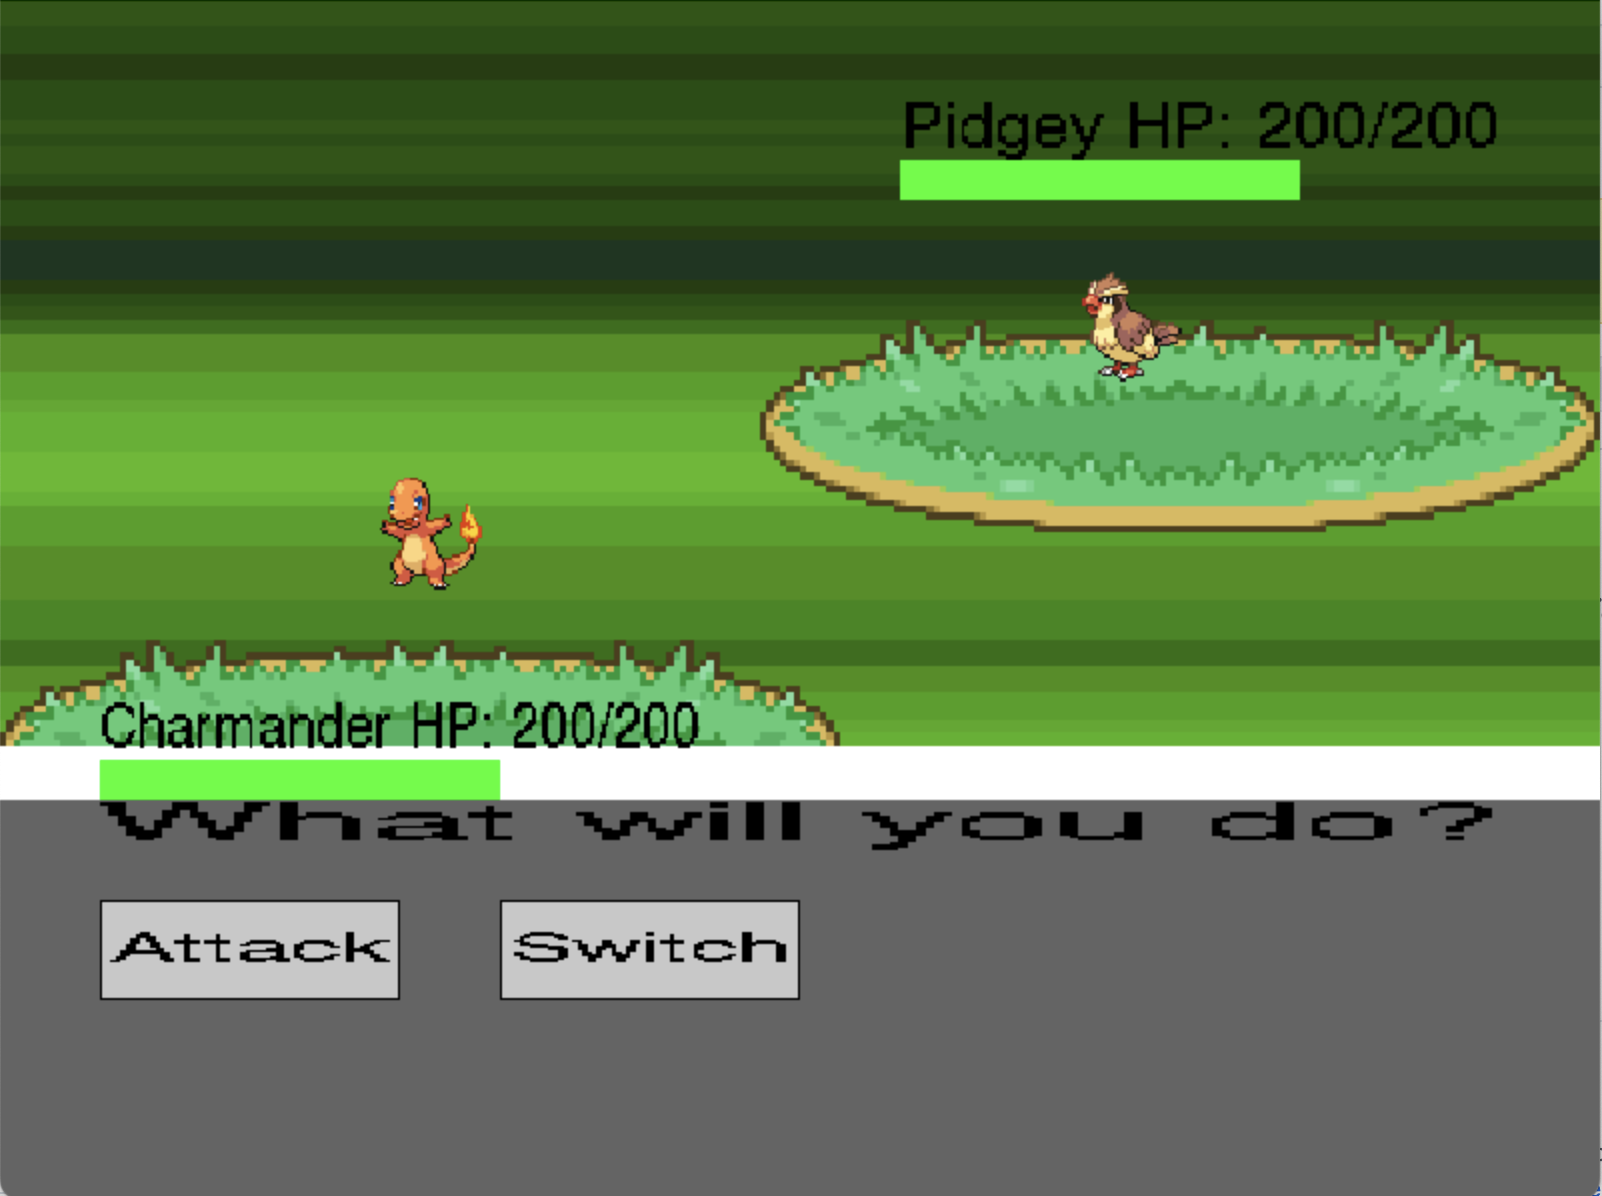 Pidgey HP: 200/200
Charmander HP: 200/200
What will you do?
Attack
Switch